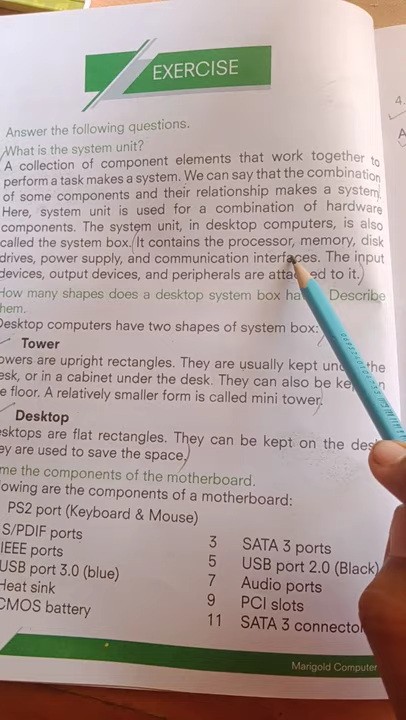 EXERCISE
Answer the following questions.
What is the system unit?
A collection of component elements that work together to
perform a task makes a system. We can say that the combination
of some components and their relationship makes a system.
Here, system unit is used for a combination of hardware
components. The system unit, in desktop computers, is also
called the system box. It contains the processor, memory, disk
drives, power supply, and communication interfaces. The input
devices, output devices, and peripherals are attached to it.
How many shapes does a desktop system box Describe
hem.
Desktop computers have two shapes of system box:
Tower
owers are upright rectangles. They are usually kept the
esk, or in a cabinet under the desk. They can also be
e floor. A relatively smaller form is called mini tower.
Desktop
esktops are flat rectangles. They can be kept on the
ey are used to save the space.
me the components of the motherboard.
owing are the components of a motherboard:
PS2 port (Keyboard & Mouse)
S/PDIF ports
3 SATA 3 ports
IEEE ports
5 USB port 2.0 (Black)
USB port 3.0 (blue)
7 Audio ports
Heat sink
9 PCI slots
CMOS battery
11 SATA 3 connecto
Marigold Computer
4.
A